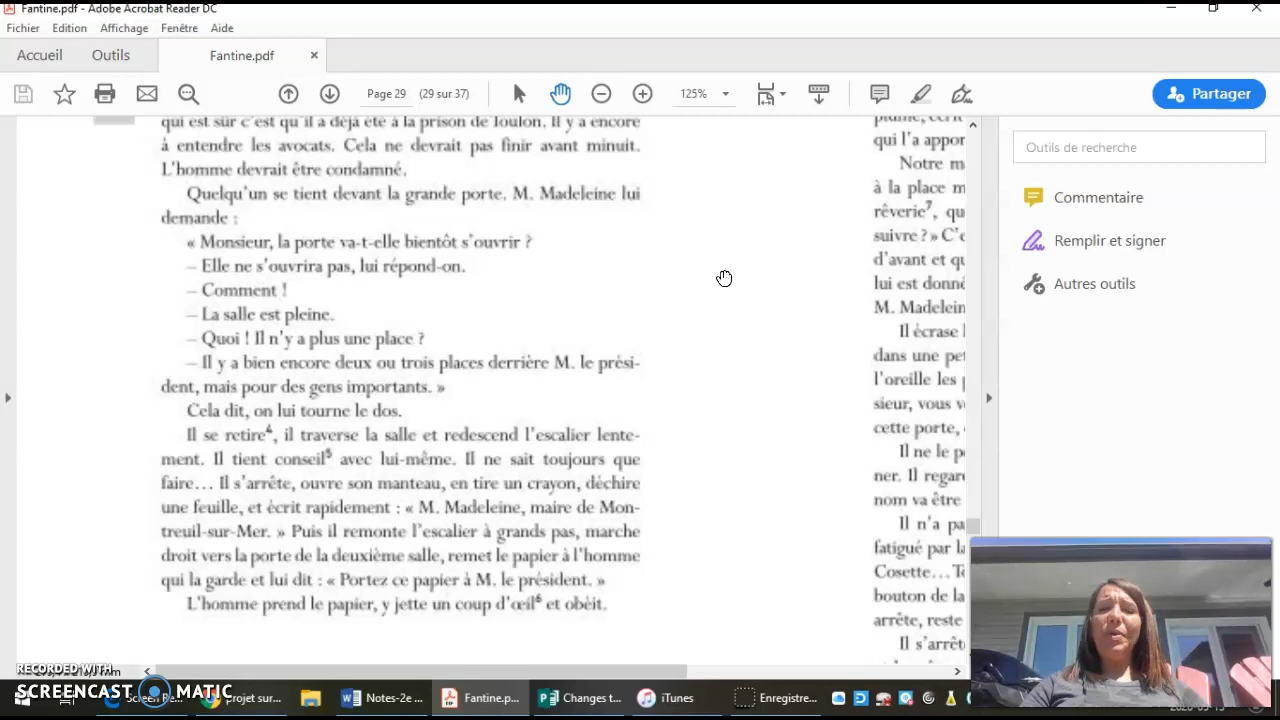 Fantine.pdf - Adobe Acrobat Reader DC
Fichier Edition Affichage Fenêtre Aide
Accueil Outils Fantine.pdf ×
Page 29 (29 sur 37) 125% Partager
qui est sûr c'est qu'il a déjà été à la prison de Toulon. Il y a encore
à entendre les avocats. Cela ne devrait pas finir avant minuit.
L'homme devrait être condamné.
Quelqu'un se tient devant la grande porte. M. Madeleine lui
demande :
« Monsieur, la porte va-t-elle bientôt s'ouvrir ?
– Elle ne s'ouvrira pas, lui répond-on.
– Comment !
– La salle est pleine.
– Quoi ! Il n'y a plus une place ?
– Il y a bien encore deux ou trois places derrière M. le prési-
dent, mais pour des gens importants. »
Cela dit, on lui tourne le dos.
Il se retire⁴, il traverse la salle et redescend l'escalier lente-
ment. Il tient conseil⁵ avec lui-même. Il ne sait toujours que
faire… Il s'arrête, ouvre son manteau, en tire un crayon, déchire
une feuille, et écrit rapidement : « M. Madeleine, maire de Mon-
treuil-sur-Mer. » Puis il remonte l'escalier à grands pas, marche
droit vers la porte de la deuxième salle, remet le papier à l'homme
qui la garde et lui dit : « Portez ce papier à M. le président. »
L'homme prend le papier, y jette un coup d'œil⁶ et obéit.
plume, écrit
qui l'a appor
Notre m
à la place m
rêverie⁷, qu
suivre ? » C'e
d'avant et qu
lui est donné
M. Madelein
Il écrase l
dans une pet
l'oreille les p
sieur, vous v
cette porte,
Il ne le p
ner. Il regar
nom va être
Il n'a pa
fatigué par la
Cosette… To
bouton de la
arrête, reste
Il s'arrêt
Outils de recherche
Commentaire
Remplir et signer
Autres outils
RECORDED WITH
SCREENCAST MATIC
Screen Re... projet sur... Notes-2e ... Fantine.p... Changes t... iTunes Enregistre...